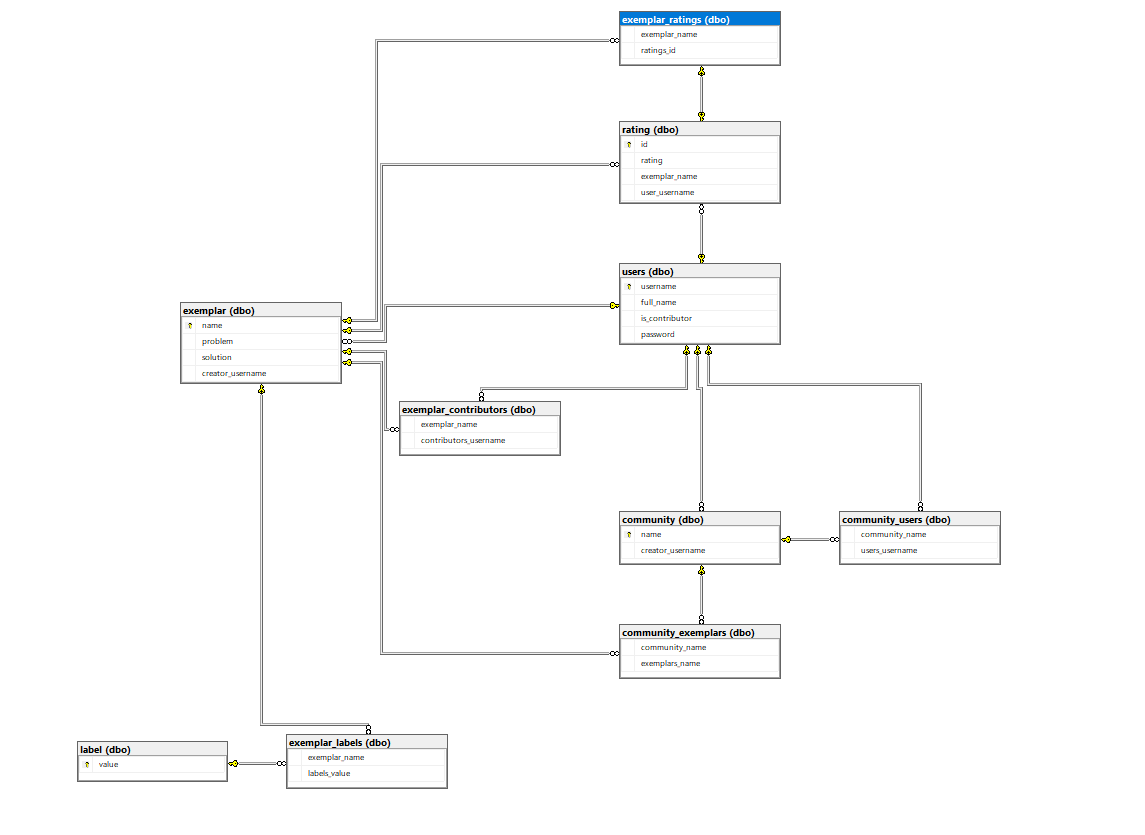 exemplar_ratings (dbo)
exemplar_name
ratings_id
rating (dbo)
id
rating
exemplar_name
user_username
users (dbo)
username
full_name
is_contributor
password
exemplar (dbo)
name
problem
solution
creator_username
exemplar_contributors (dbo)
exemplar_name
contributors_username
community (dbo)
name
creator_username
community_users (dbo)
community_name
users_username
community_exemplars (dbo)
community_name
exemplars_name
label (dbo)
value
exemplar_labels (dbo)
exemplar_name
labels_value